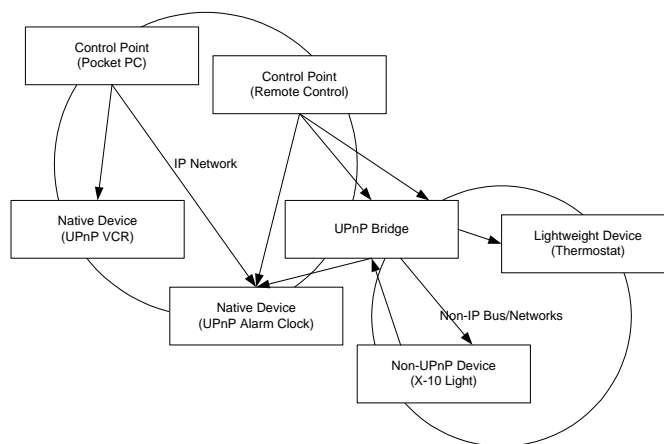 Control Point
(Pocket PC)
Control Point
(Remote Control)
IP Network
Native Device
(UPnP VCR)
UPnP Bridge
Lightweight Device
(Thermostat)
Native Device
(UPnP Alarm Clock)
Non-IP Bus/Networks
Non-UPnP Device
(X-10 Light)